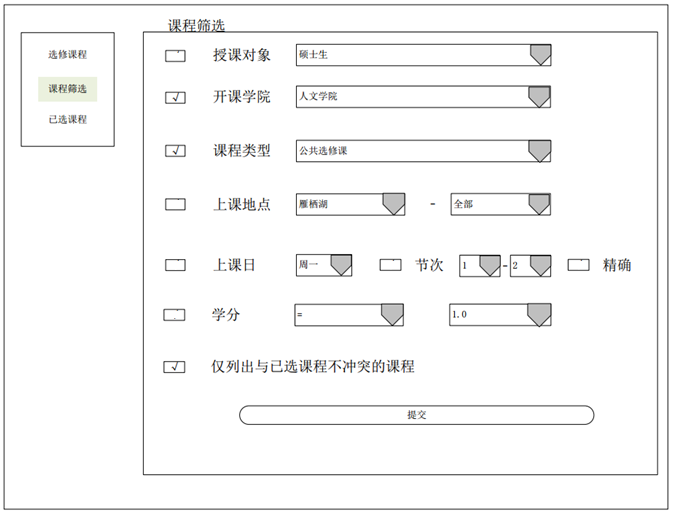 课程筛选
选修课程
课程筛选
已选课程
授课对象 硕士生
√ 开课学院 人文学院
√ 课程类型 公共选修课
上课地点 雁栖湖 - 全部
上课日 周一 节次 1 - 2 精确
学分 = 1.0
√ 仅列出与已选课程不冲突的课程
提交